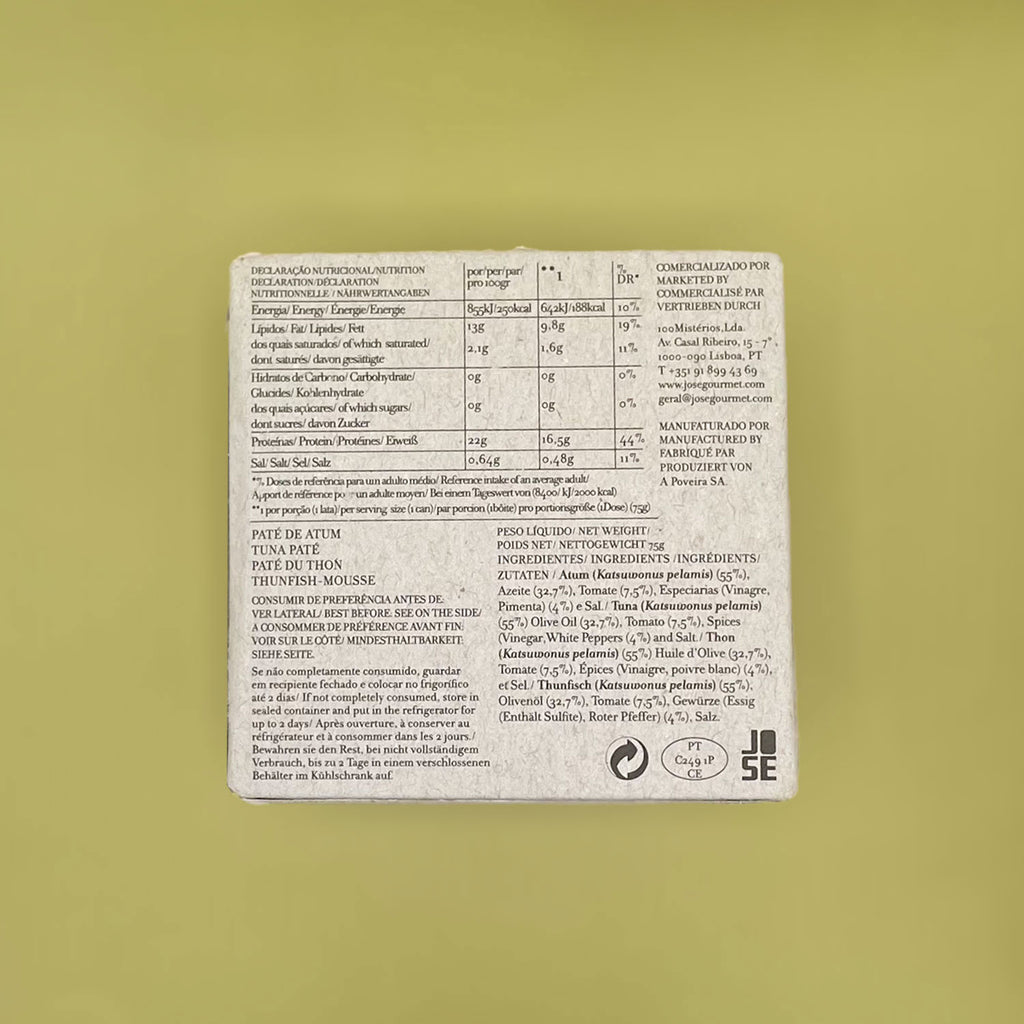 DECLARAÇÃO NUTRICIONAL/NUTRITION
DECLARATION/DÉCLARATION
NUTRITIONNELLE / NÄHRWERTANGABEN
por/per/par/
pro 100gr
**1
%
DR*
Energia/ Energy/ Énergie/Energie 855kJ/250kcal 642kJ/188kcal 10%
Lípidos/ Fat/ Lipides/ Fett 13g 9,8g 19%
dos quais saturados/ of which saturated/
dont saturés/ davon gesättigte 2,1g 1,6g 11%
Hidratos de Carbono/ Carbohydrate/ 0g 0g 0%
Glucides/ Kohlenhydrate
dos quais açúcares/ of which sugars/ 0g 0g 0%
dont sucres/ davon Zucker
Proteínas/ Protein/ Protéines/ Eiweiß 22g 16,5g 44%
Sal/ Salt/ Sel/ Salz 0,64g 0,48g 11%
*% Doses de referência para um adulto médio/ Reference intake of an average adult/
Apport de référence un adulte moyen/ Bei einem Tageswert von (8400/ kJ/2000 kcal)
**1 por porção (1 lata)/per serving size (1 can)/par porcion (1boîte) pro portionsgröße (1Dose) (75g)
COMERCIALIZADO POR
MARKETED BY
COMMERCIALISÉ PAR
VERTRIEBEN DURCH
100Mistérios,Lda.
Av. Casal Ribeiro, 15 - 7°,
1000-090 Lisboa, PT
T +351 91 899 43 69
www.josegourmet.com
geral@josegourmet.com
MANUFATURADO POR
MANUFACTURED BY
FABRIQUÉ PAR
PRODUZIERT VON
A Poveira SA.
PATÉ DE ATUM
TUNA PATÉ
PATÉ DU THON
THUNFISH-MOUSSE
CONSUMIR DE PREFERÊNCIA ANTES DE:
VER LATERAL/ BEST BEFORE: SEE ON THE SIDE/
A CONSOMMER DE PRÉFÉRENCE AVANT FIN:
VOIR SUR LE CÔTÉ/ MINDESTHALTBARKEIT:
SIEHE SEITE.
Se não completamente consumido, guardar
em recipiente fechado e colocar no frigorífico
até 2 dias/ If not completely consumed, store in
sealed container and put in the refrigerator for
up to 2 days/ Après ouverture, à conserver au
réfrigérateur et à consommer dans les 2 jours./
Bewahren sie den Rest, bei nicht vollständigem
Verbrauch, bis zu 2 Tage in einem verschlossenen
Behälter im Kühlschrank auf.
PESO LÍQUIDO/ NET WEIGHT/
POIDS NET/ NETTOGEWICHT 75g
INGREDIENTES/ INGREDIENTS /INGRÉDIENTS/
ZUTATEN / Atum (Katsuwonus pelamis) (55%),
Azeite (32,7%), Tomate (7,5%), Especiarias (Vinagre,
Pimenta) (4%) e Sal./ Tuna (Katsuwonus pelamis)
(55%) Olive Oil (32,7%), Tomato (7,5%), Spices
(Vinegar,White Peppers (4%) and Salt./ Thon
(Katsuwonus pelamis) (55%) Huile d'Olive (32,7%),
Tomate (7,5%), Épices (Vinaigre, poivre blanc) (4%),
et Sel./ Thunfisch (Katsuwonus pelamis) (55%),
Olivenöl (32,7%), Tomate (7,5%), Gewürze (Essig
(Enthält Sulfite), Roter Pfeffer) (4%), Salz.
PT
C249 1P
CE
JO
SE